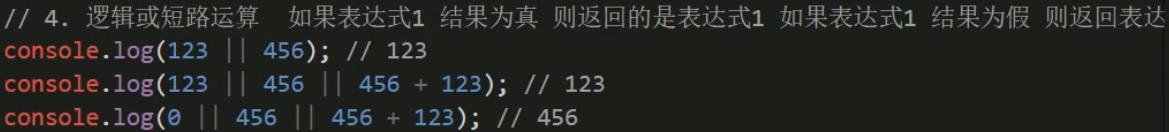 // 4. 逻辑或短路运算  如果表达式1 结果为真 则返回的是表达式1 如果表达式1 结果为假 则返回表达
console.log(123 || 456); // 123
console.log(123 || 456 || 456 + 123); // 123
console.log(0 || 456 || 456 + 123); // 456